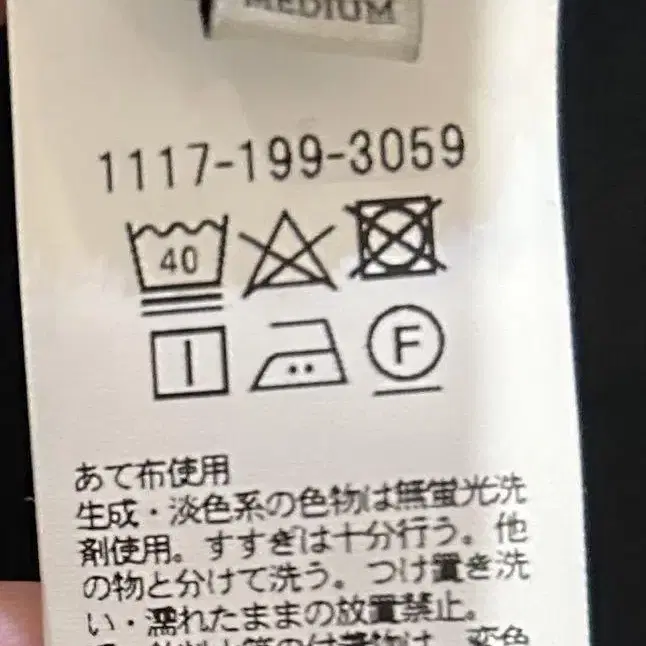 MEDIUM
1117-199-3059
40
F
あて布使用
生成・淡色系の色物は無蛍光洗
剤使用。すすぎは十分行う。他
の物と分けて洗う。つけ置き洗
い・濡れたままの放置禁止。
は、変色